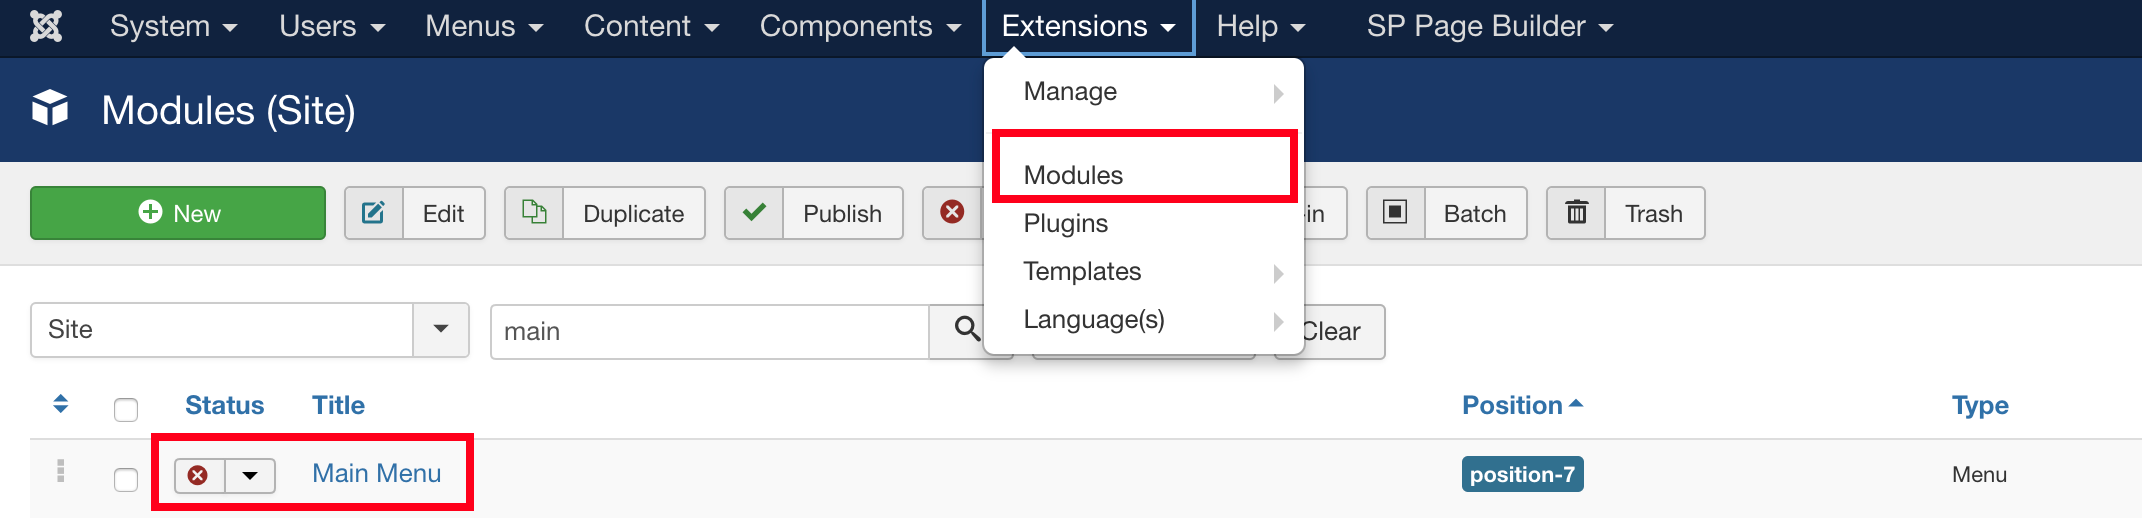 System Users Menus Content Components Extensions Help SP Page Builder
Manage
Modules (Site)
Modules
New Edit Duplicate Publish -in Batch Trash
Plugins
Templates
Language(s)
Site main Clear
Status Title Position Type
Main Menu position-7 Menu